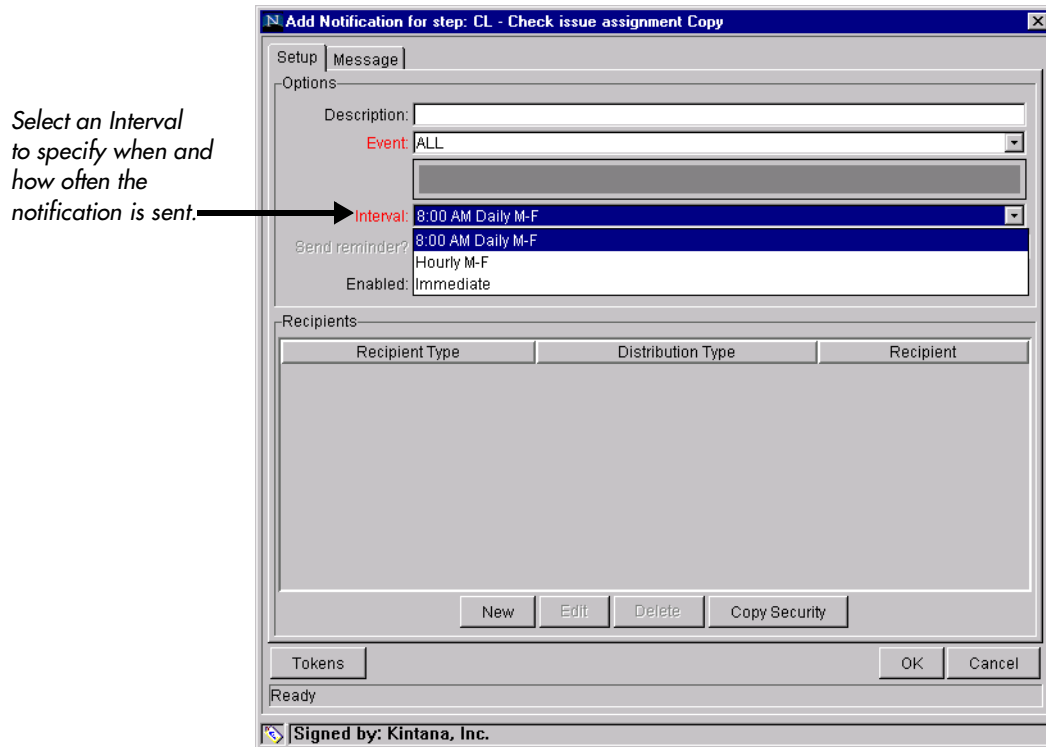 Add Notification for step: CL - Check issue assignment Copy
Setup
Message
Options
Description:
Event: ALL
Select an Interval
to specify when and
how often the
notification is sent.
Interval: 8:00 AM Daily M-F
Send reminder? 8:00 AM Daily M-F
Hourly M-F
Enabled: Immediate
Recipients
Recipient Type Distribution Type Recipient
New Edit Delete Copy Security
Tokens OK Cancel
Ready
Signed by: Kintana, Inc.